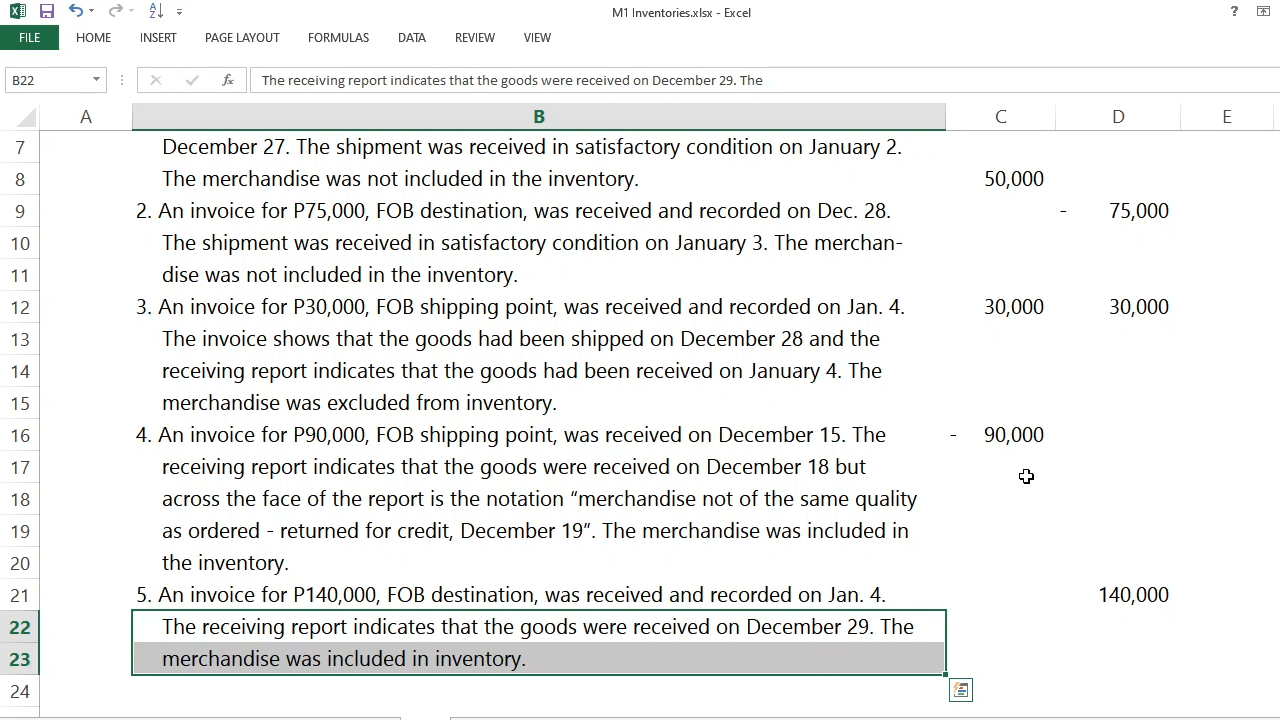 M1 Inventories.xlsx - Excel
?
FILE HOME INSERT PAGE LAYOUT FORMULAS DATA REVIEW VIEW
B22 fx The receiving report indicates that the goods were received on December 29. The
A B C D E
7 December 27. The shipment was received in satisfactory condition on January 2.
8 The merchandise was not included in the inventory. 50,000
9 2. An invoice for P75,000, FOB destination, was received and recorded on Dec. 28. - 75,000
10 The shipment was received in satisfactory condition on January 3. The merchan-
11 dise was not included in the inventory.
12 3. An invoice for P30,000, FOB shipping point, was received and recorded on Jan. 4. 30,000 30,000
13 The invoice shows that the goods had been shipped on December 28 and the
14 receiving report indicates that the goods had been received on January 4. The
15 merchandise was excluded from inventory.
16 4. An invoice for P90,000, FOB shipping point, was received on December 15. The - 90,000
17 receiving report indicates that the goods were received on December 18 but
18 across the face of the report is the notation “merchandise not of the same quality
19 as ordered - returned for credit, December 19”. The merchandise was included in
20 the inventory.
21 5. An invoice for P140,000, FOB destination, was received and recorded on Jan. 4. 140,000
22 The receiving report indicates that the goods were received on December 29. The
23 merchandise was included in inventory.
24